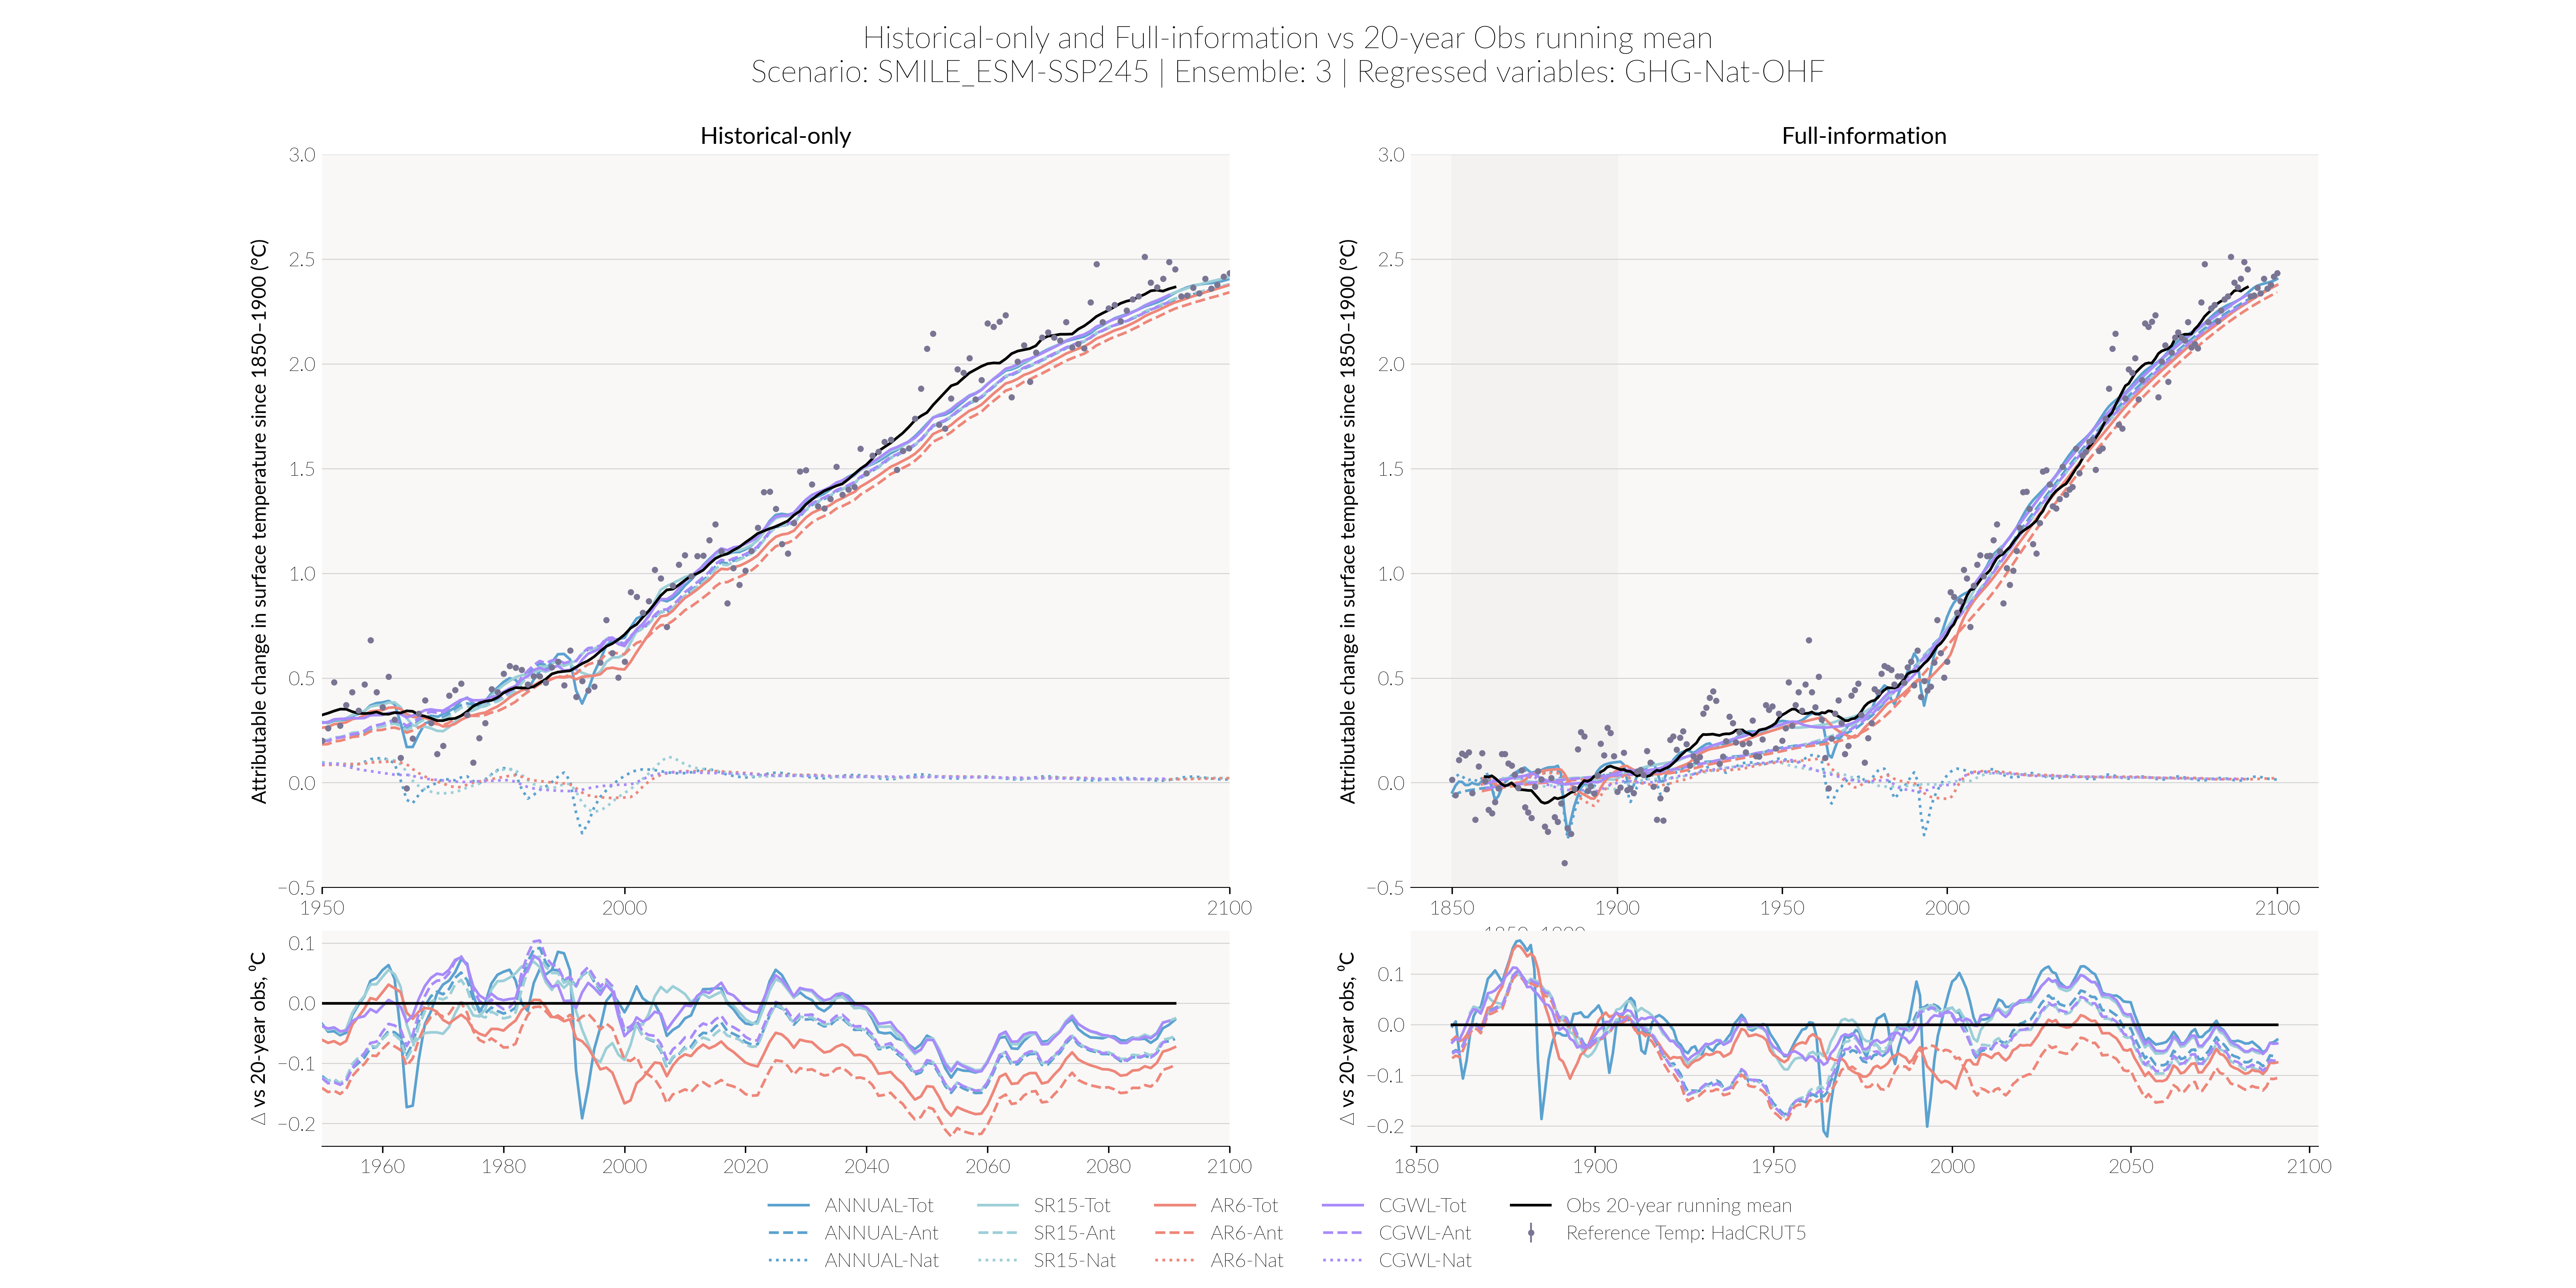 Historical-only and Full-information vs 20-year Obs running mean
Scenario: SMILE_ESM-SSP245 | Ensemble: 3 | Regressed variables: GHG-Nat-OHF
Historical-only
Attributable change in surface temperature since 1850–1900 (°C)
3.0
2.5
2.0
1.5
1.0
0.5
0.0
−0.5
1950 2000 2100
Full-information
Attributable change in surface temperature since 1850–1900 (°C)
3.0
2.5
2.0
1.5
1.0
0.5
0.0
−0.5
1850 1900 1950 2000 2100
Δ vs 20-year obs, °C
0.1
0.0
−0.1
−0.2
1960 1980 2000 2020 2040 2060 2080 2100
Δ vs 20-year obs, °C
0.1
0.0
−0.1
−0.2
1850 1900 1950 2000 2050 2100
ANNUAL-Tot SR15-Tot AR6-Tot CGWL-Tot Obs 20-year running mean
ANNUAL-Ant SR15-Ant AR6-Ant CGWL-Ant Reference Temp: HadCRUT5
ANNUAL-Nat SR15-Nat AR6-Nat CGWL-Nat